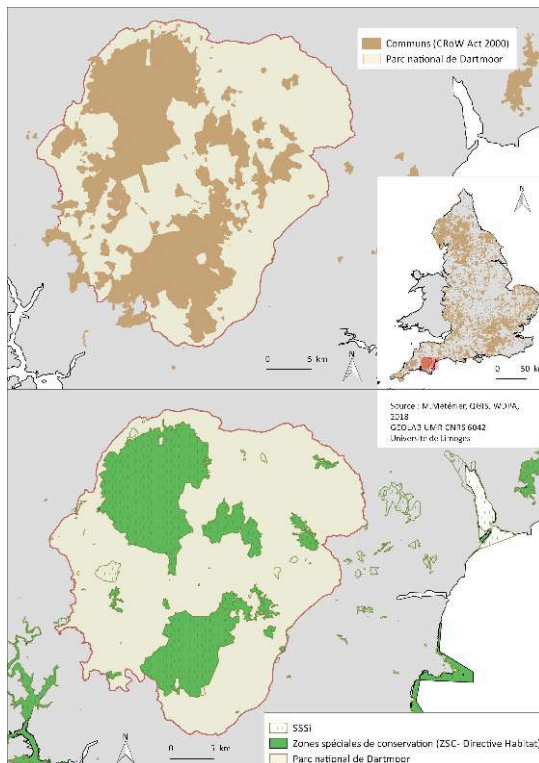 Communs (CRoW Act 2000)
Parc national de Dartmoor
N
0 5 km
N
0 50 km
Source : M.Méténier, QGIS, WDPA,
2018
GEOLAB UMR CNRS 6042
Université de Limoges
N
0 5 km
SSSi
Zones spéciales de conservation (ZSC- Directive Habitat)
Parc national de Dartmoor